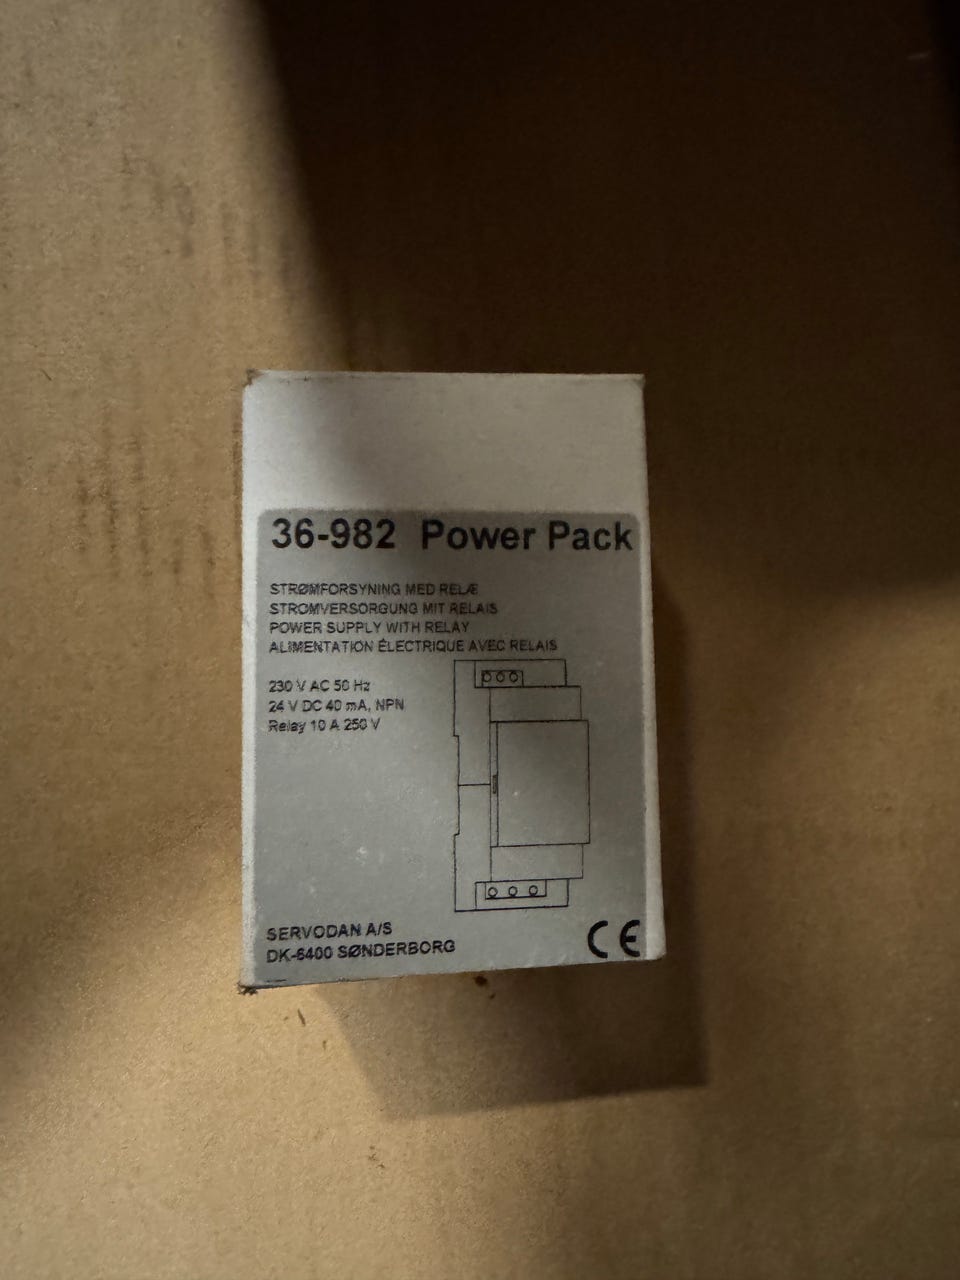 36-982 Power Pack
STRØMFORSYNING MED RELÆ
STROMVERSORGUNG MIT RELAIS
POWER SUPPLY WITH RELAY
ALIMENTATION ÉLECTRIQUE AVEC RELAIS
230 V AC 50 Hz
24 V DC 40 mA, NPN
Relay 10 A 250 V
SERVODAN A/S
DK-6400 SØNDERBORG
CE